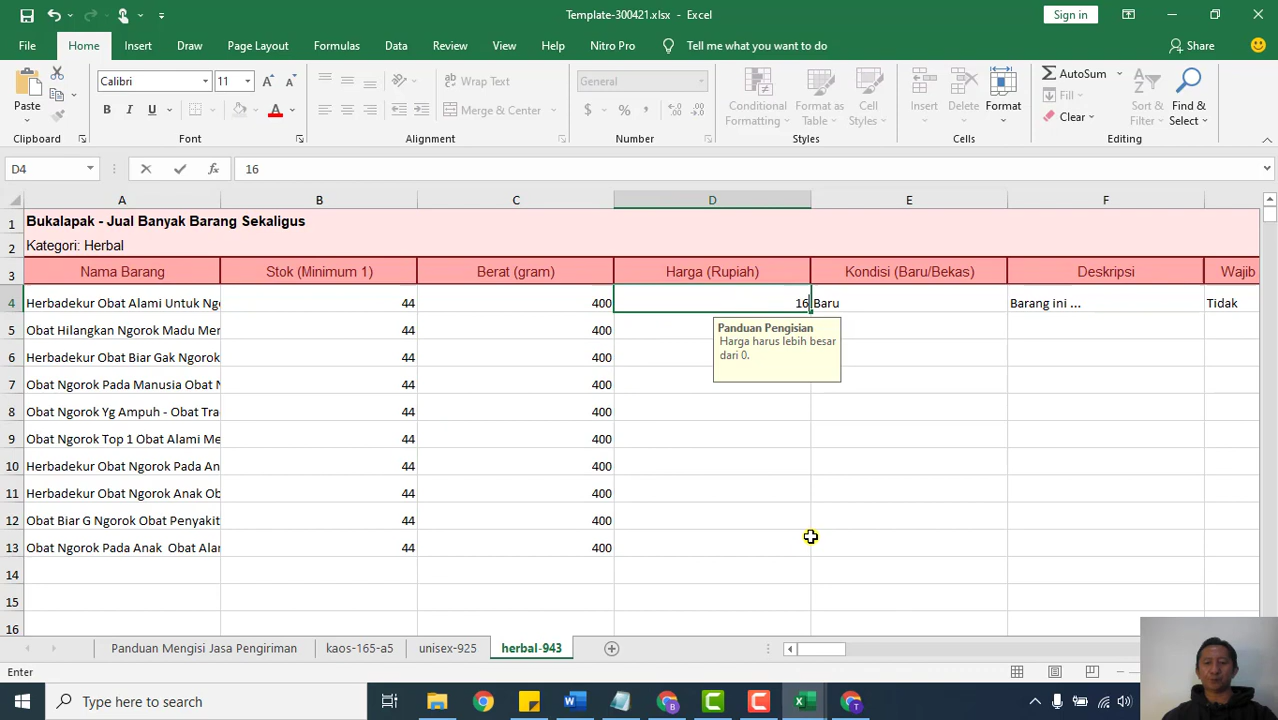 Template-300421.xlsx - Excel
Sign in
File Home Insert Draw Page Layout Formulas Data Review View Help Nitro Pro Tell me what you want to do Share
Paste
Clipboard
Calibri 11
B I U
Font
Wrap Text
Merge & Center
Alignment
General
$ % ,
Number
Conditional Formatting
Format as Table
Cell Styles
Styles
Insert
Delete
Format
Cells
AutoSum
Fill
Clear
Sort & Filter
Find & Select
Editing
D4 16
A B C D E F
1 Bukalapak - Jual Banyak Barang Sekaligus
2 Kategori: Herbal
3 Nama Barang Stok (Minimum 1) Berat (gram) Harga (Rupiah) Kondisi (Baru/Bekas) Deskripsi Wajib
4 Herbadekur Obat Alami Untuk Ng 44 400 16 Baru Barang ini ... Tidak
5 Obat Hilangkan Ngorok Madu Mer 44 400
6 Herbadekur Obat Biar Gak Ngorok 44 400
7 Obat Ngorok Pada Manusia Obat N 44 400
8 Obat Ngorok Yg Ampuh - Obat Tra 44 400
9 Obat Ngorok Top 1 Obat Alami Me 44 400
10 Herbadekur Obat Ngorok Pada An 44 400
11 Herbadekur Obat Ngorok Anak Ob 44 400
12 Obat Biar G Ngorok Obat Penyakit 44 400
13 Obat Ngorok Pada Anak Obat Alar 44 400
14
15
16
Panduan Pengisian
Harga harus lebih besar
dari 0.
Panduan Mengisi Jasa Pengiriman kaos-165-a5 unisex-925 herbal-943
Enter
Type here to search